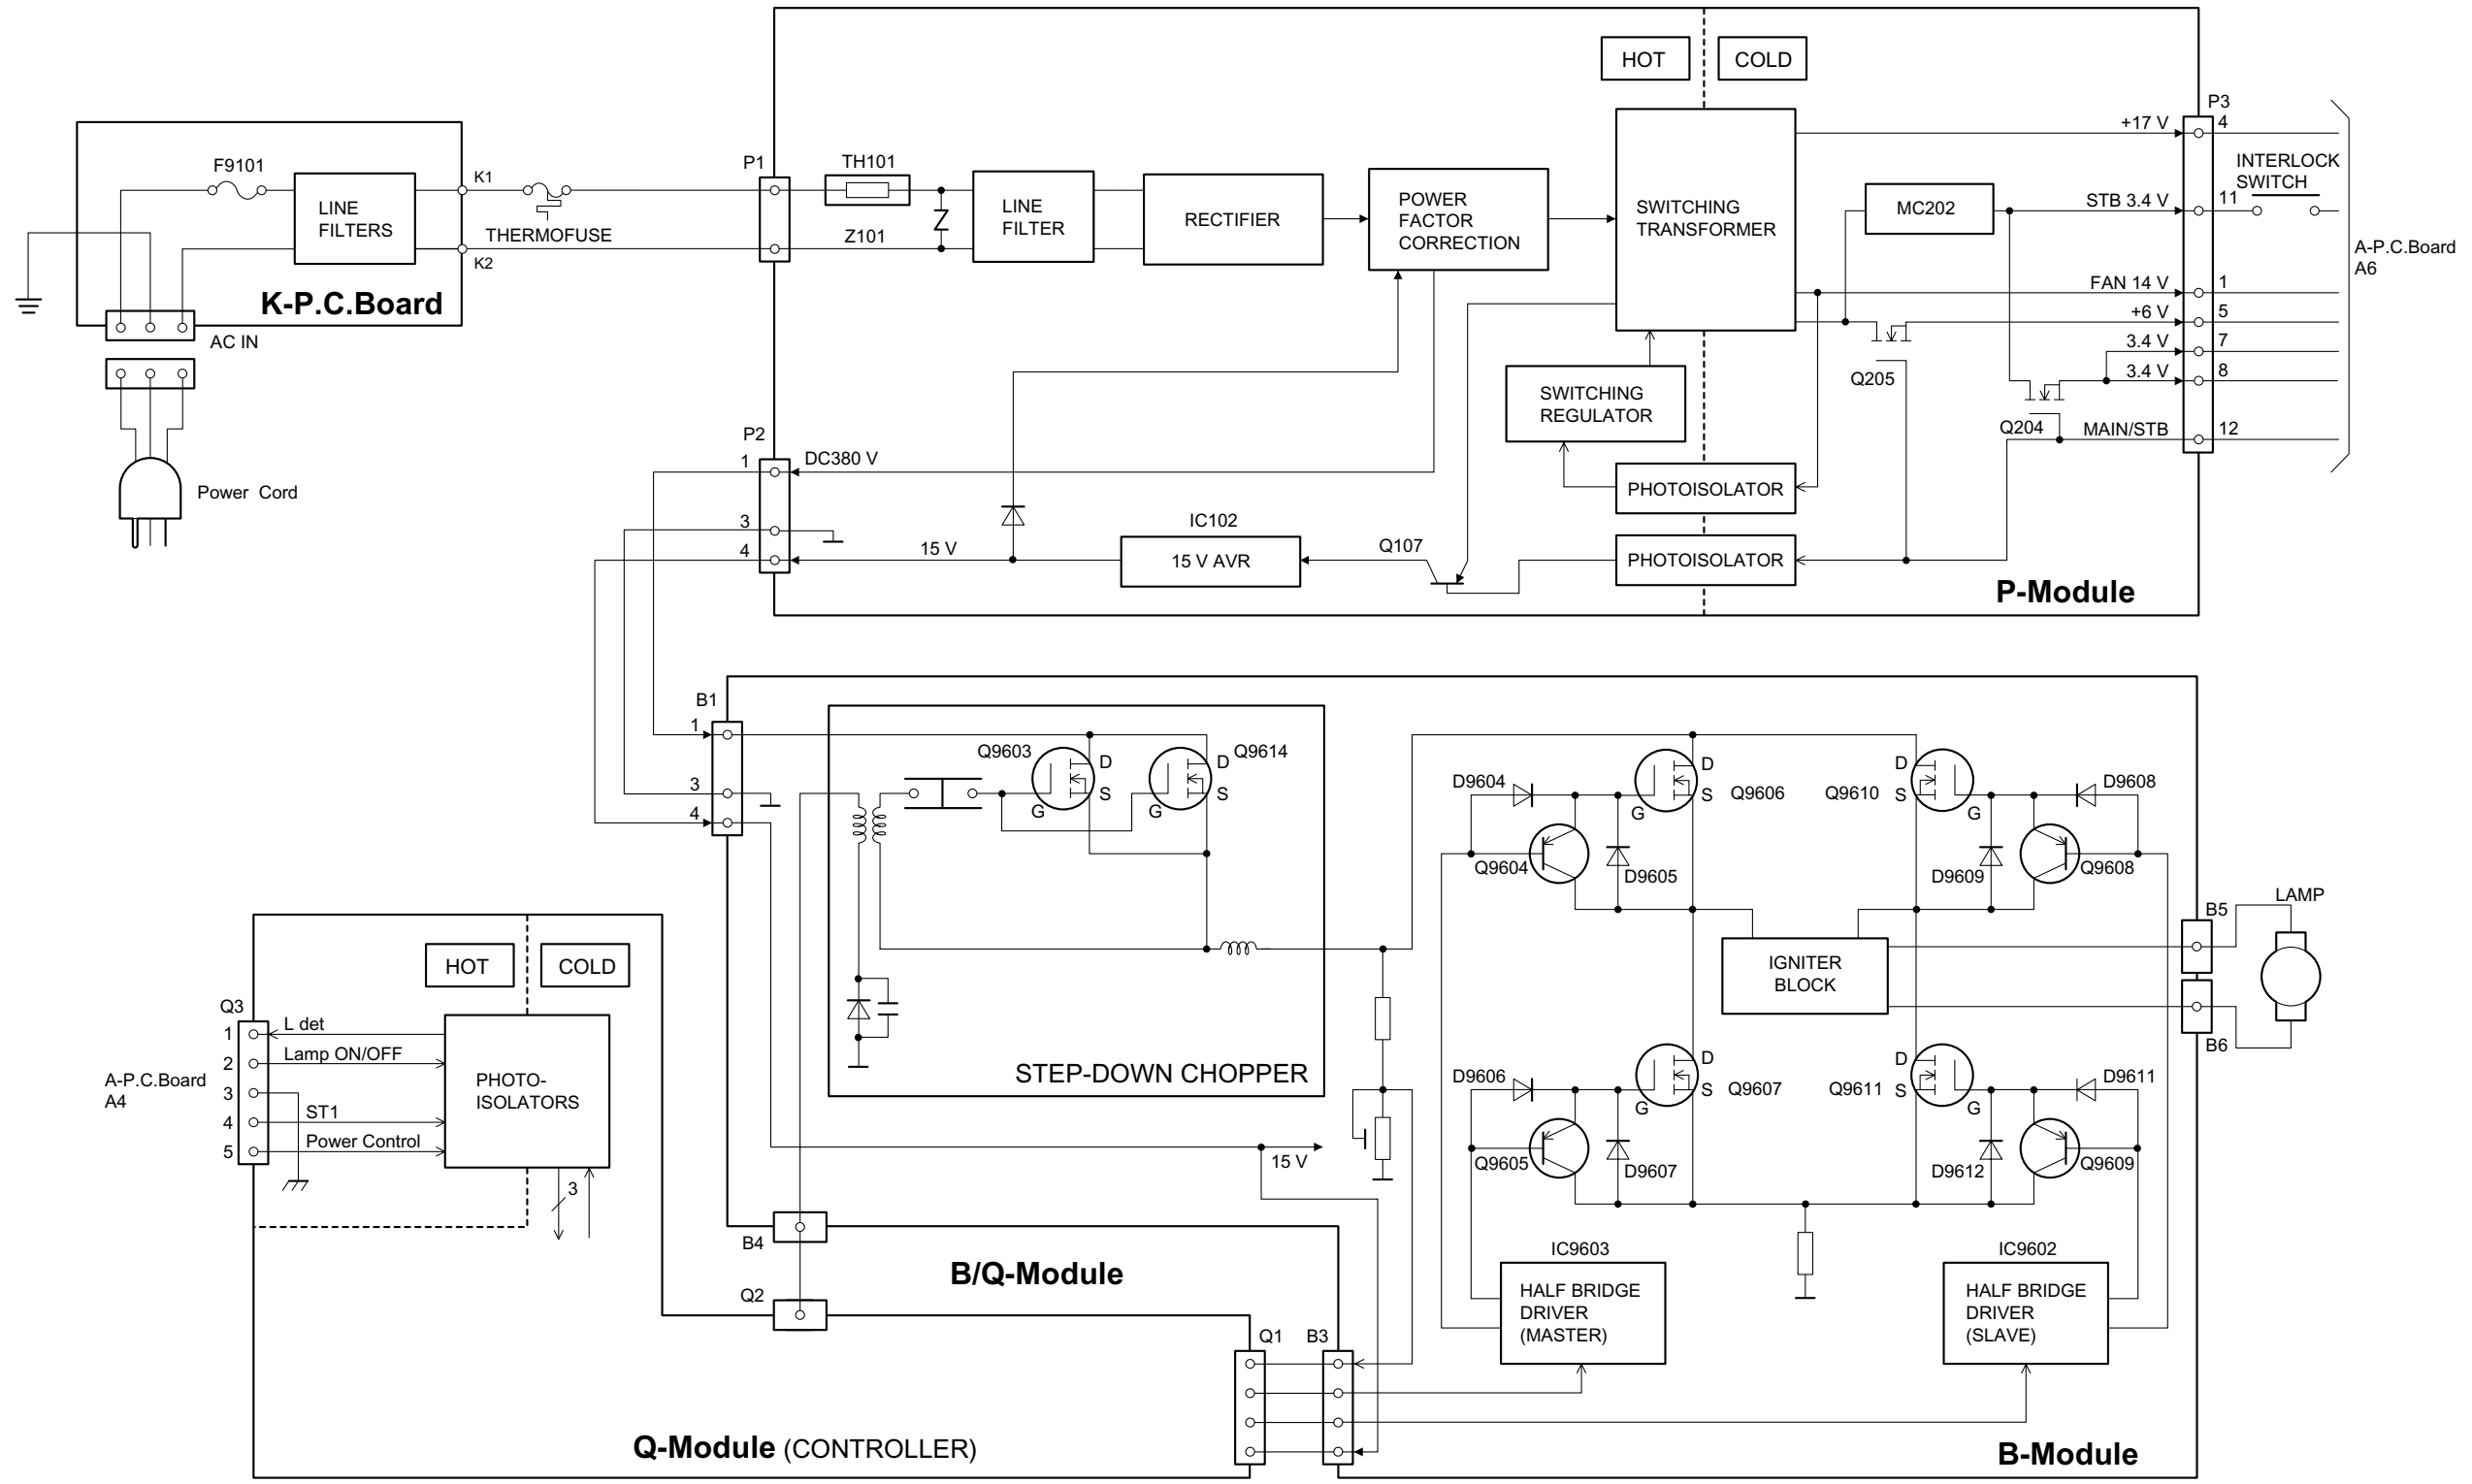 HOT
COLD
P3
+17 V
4
INTERLOCK
SWITCH
F9101
K1
P1
TH101
LINE
FILTERS
LINE
FILTER
RECTIFIER
POWER
FACTOR
CORRECTION
SWITCHING
TRANSFORMER
MC202
STB 3.4 V
11
THERMOFUSE
K2
Z
Z101
A-P.C.Board
A6
K-P.C.Board
FAN 14 V
1
+6 V
5
AC IN
3.4 V
7
3.4 V
8
Q205
SWITCHING
REGULATOR
Q204
MAIN/STB
12
P2
1
DC380 V
Power Cord
PHOTOISOLATOR
3
IC102
4
15 V
15 V AVR
Q107
PHOTOISOLATOR
P-Module
B1
1
Q9603
D
S
G
Q9614
D
S
G
3
4
D9604
D
S
G
Q9606
Q9610
D
S
G
D9608
Q9604
D9605
D9609
Q9608
LAMP
B5
IGNITER
BLOCK
B6
HOT
COLD
Q3
1
L det
2
Lamp ON/OFF
A-P.C.Board
A4
3
4
ST1
5
Power Control
PHOTO-
ISOLATORS
3
STEP-DOWN CHOPPER
15 V
D9606
D
S
G
Q9607
Q9611
D
S
G
D9611
Q9605
D9607
D9612
Q9609
B4
B/Q-Module
Q2
IC9603
HALF BRIDGE
DRIVER
(MASTER)
IC9602
HALF BRIDGE
DRIVER
(SLAVE)
Q1
B3
Q-Module (CONTROLLER)
B-Module